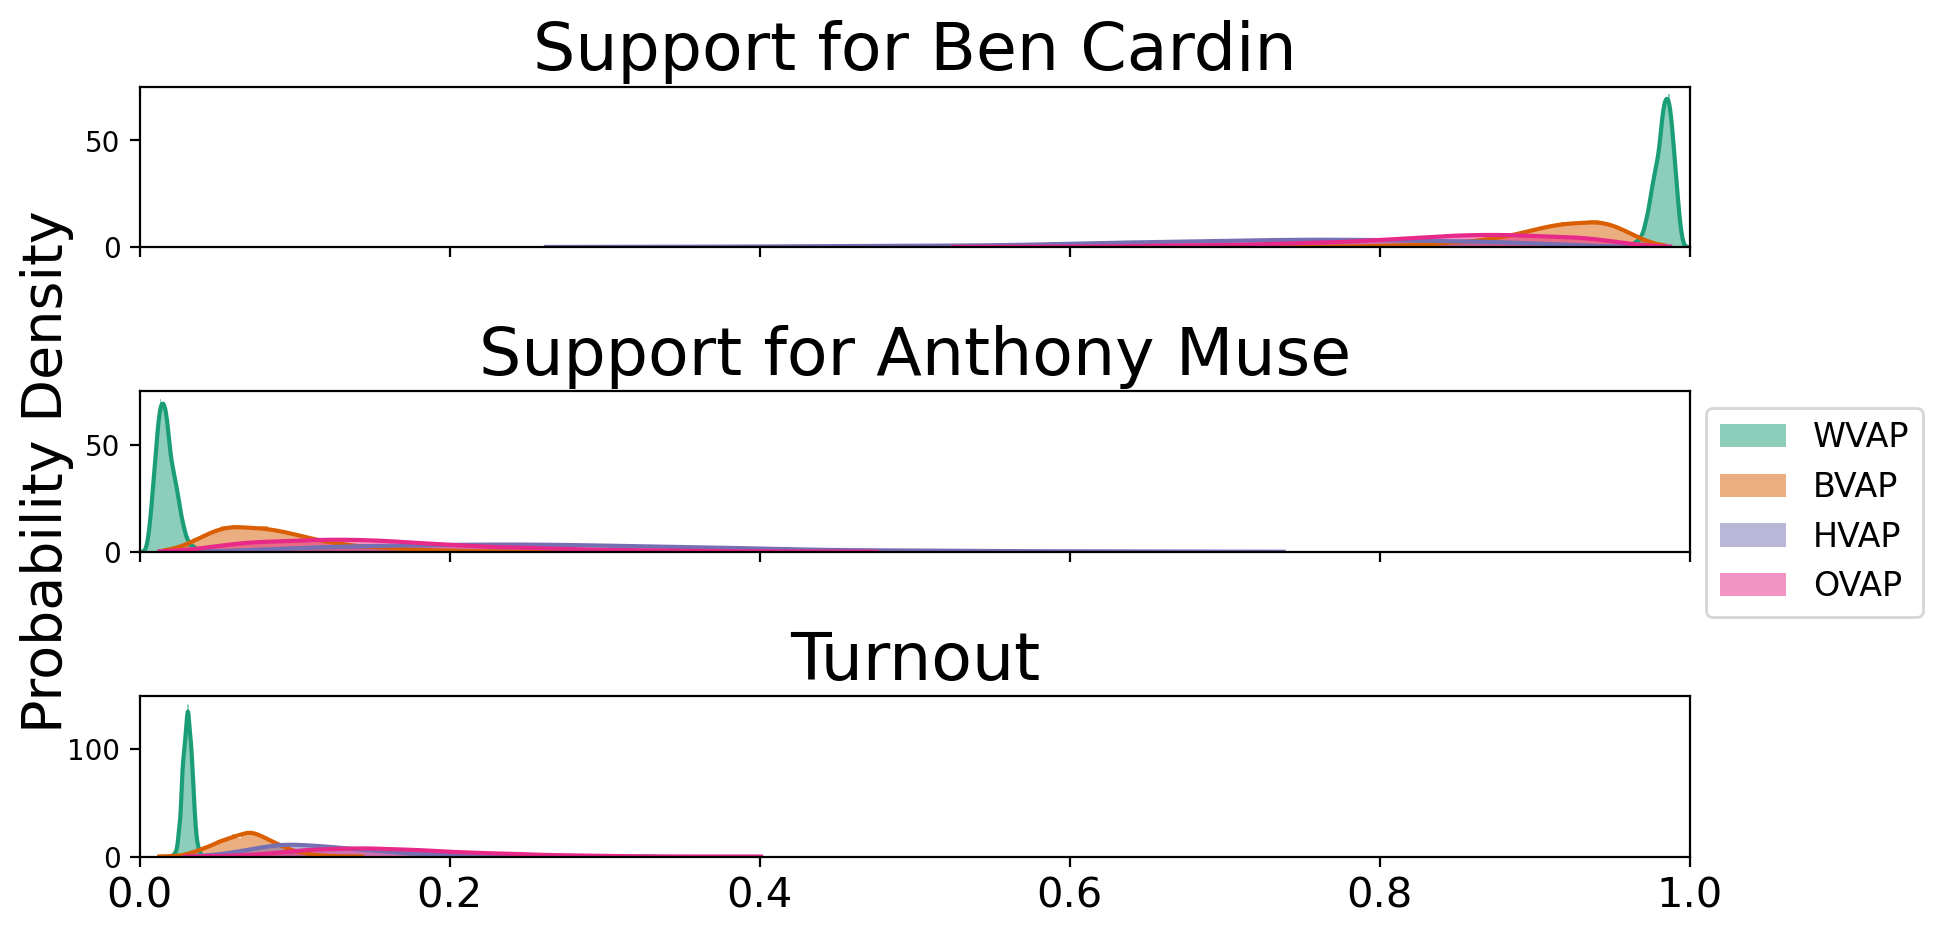 Support for Ben Cardin
50
0
Support for Anthony Muse
50
0
Turnout
100
0
0.0 0.2 0.4 0.6 0.8 1.0
Probability Density
WVAP
BVAP
HVAP
OVAP